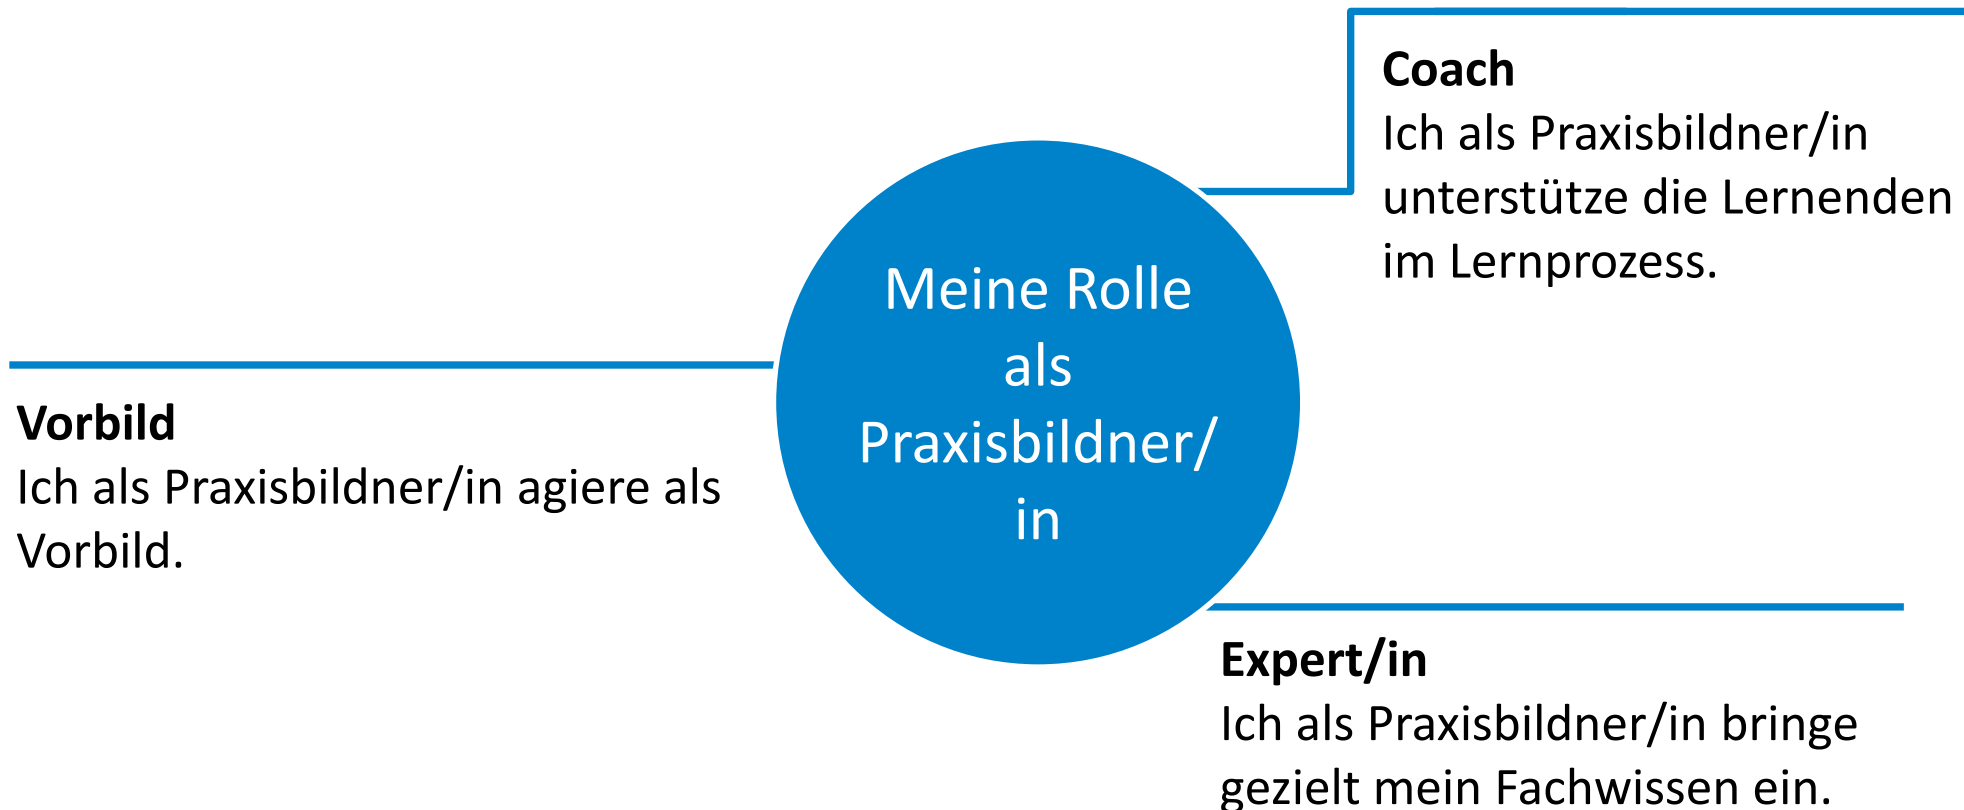 Coach
Ich als Praxisbildner/in
unterstütze die Lernenden
im Lernprozess.
Meine Rolle
als
Praxisbildner/
in
Vorbild
Ich als Praxisbildner/in agiere als
Vorbild.
Expert/in
Ich als Praxisbildner/in bringe
gezielt mein Fachwissen ein.